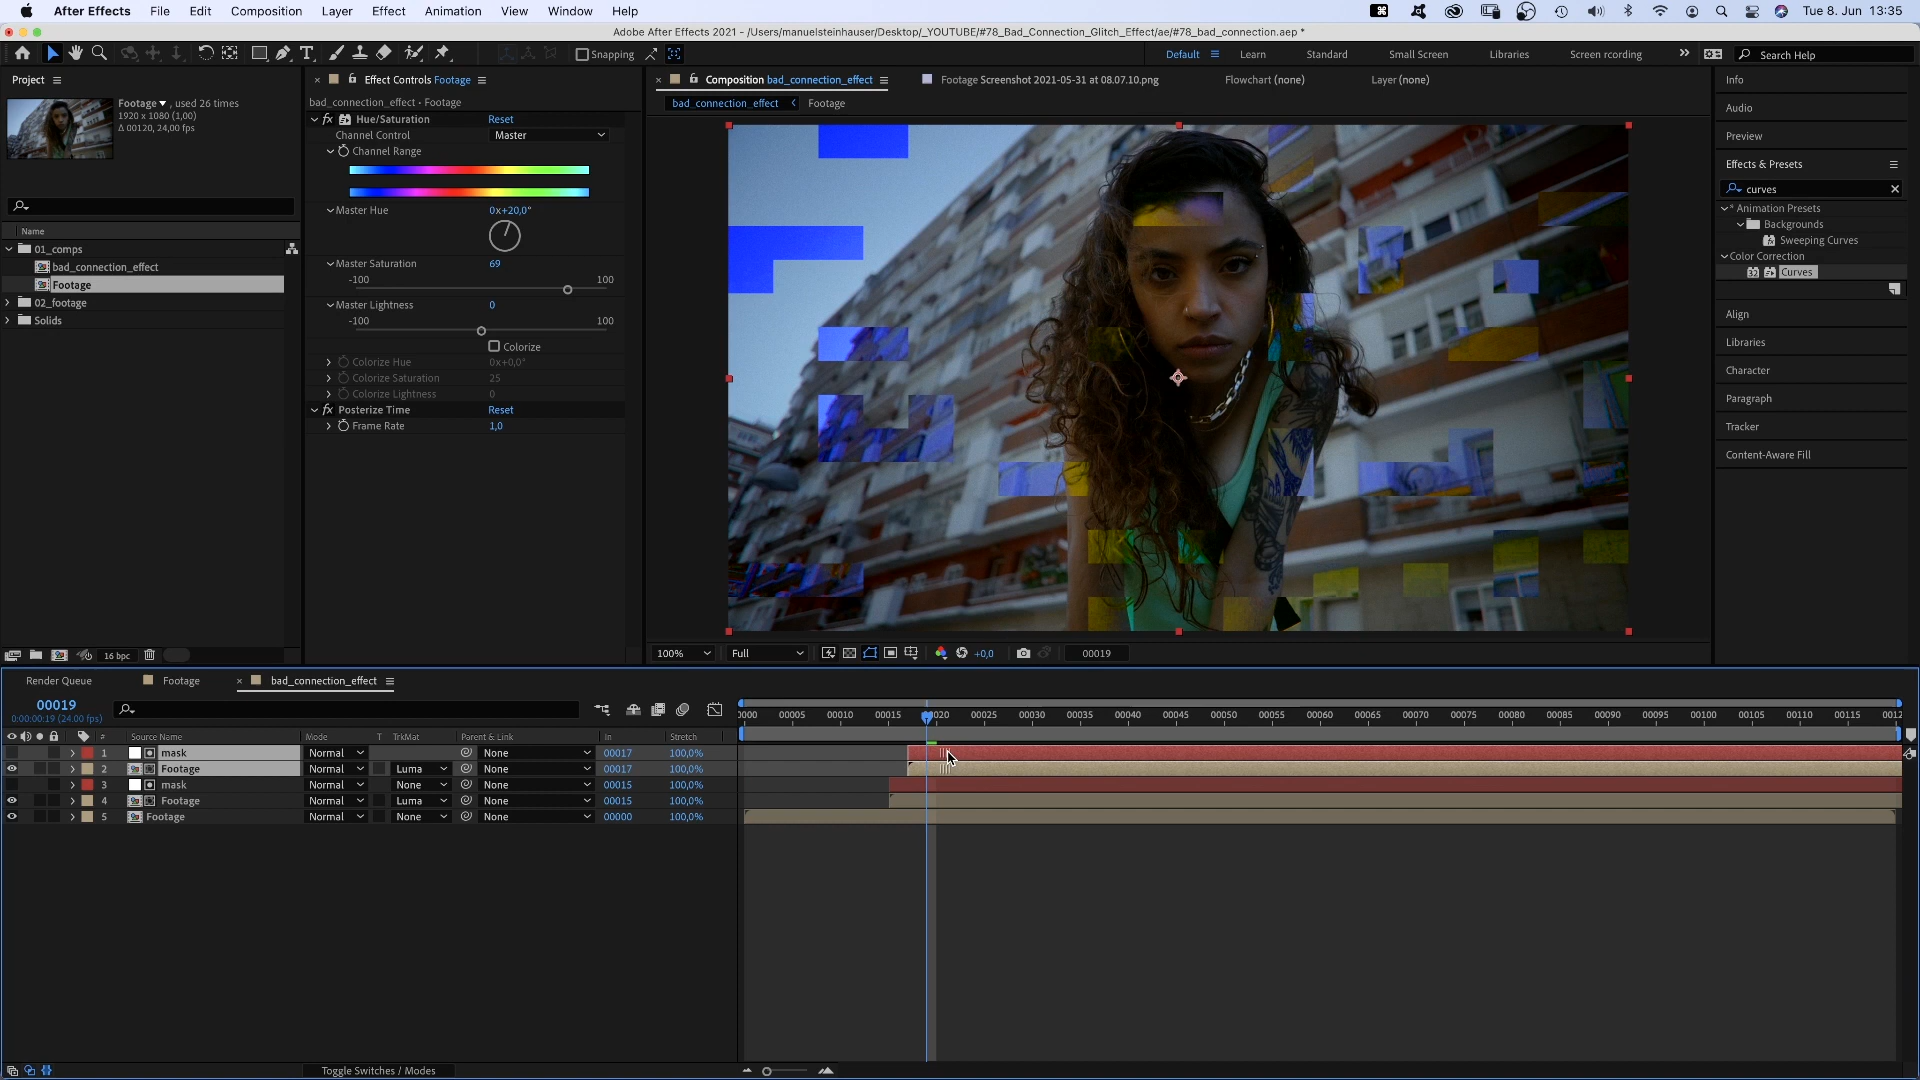 After Effects File Edit Composition Layer Effect Animation View Window Help Tue 8. Jun 13:35
Adobe After Effects 2021 - /Users/manuelsteinhauser/Desktop/_YOUTUBE/#78_Bad_Connection_Glitch_Effect/ae/#78_bad_connection.aep *
Snapping Default Learn Standard Small Screen Libraries Screen rcording Search Help
Project
Footage, used 26 times
1920 x 1080 (1,00)
Δ 00120, 24,00 fps
Name
01_comps
bad_connection_effect
Footage
02_footage
Solids
16 bpc
Effect Controls Footage
bad_connection_effect • Footage
fx Hue/Saturation Reset
Channel Control Master
Channel Range
Master Hue 0x+20,0°
Master Saturation 69
-100 100
Master Lightness 0
-100 100
Colorize
Colorize Hue 0x+0,0°
Colorize Saturation 25
Colorize Lightness 0
fx Posterize Time Reset
Frame Rate 1,0
Composition bad_connection_effect Footage Screenshot 2021-05-31 at 08.07.10.png Flowchart (none) Layer (none)
bad_connection_effect Footage
100% Full +0,0 00019
Info
Audio
Preview
Effects & Presets
curves
* Animation Presets
Backgrounds
Sweeping Curves
Color Correction
32 Curves
Align
Libraries
Character
Paragraph
Tracker
Content-Aware Fill
Render Queue Footage bad_connection_effect
00019
0:00:00:19 (24.00 fps)
0000 00005 00010 00015 00020 00025 00030 00035 00040 00045 00050 00055 00060 00065 00070 00075 00080 00085 00090 00095 00100 00105 00110 00115 0012
# Source Name Mode T TrkMat Parent & Link In Stretch
1 mask Normal None 00017 100,0%
2 Footage Normal Luma None 00017 100,0%
3 mask Normal None None 00015 100,0%
4 Footage Normal Luma None 00015 100,0%
5 Footage Normal None None 00000 100,0%
Toggle Switches / Modes